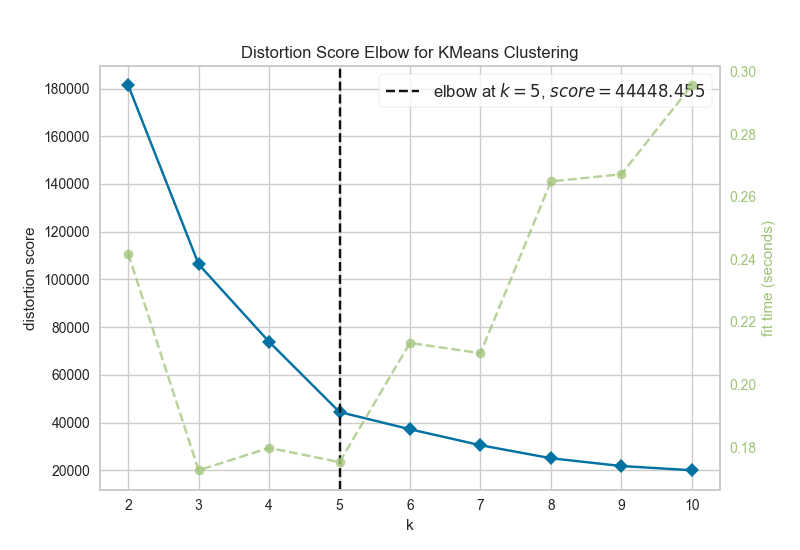 Distortion Score Elbow for KMeans Clustering
elbow at k = 5, score = 44448.455
180000
160000
140000
120000
100000
80000
60000
40000
20000
distortion score
0.30
0.28
0.26
0.24
0.22
0.20
0.18
fit time (seconds)
2 3 4 5 6 7 8 9 10
k